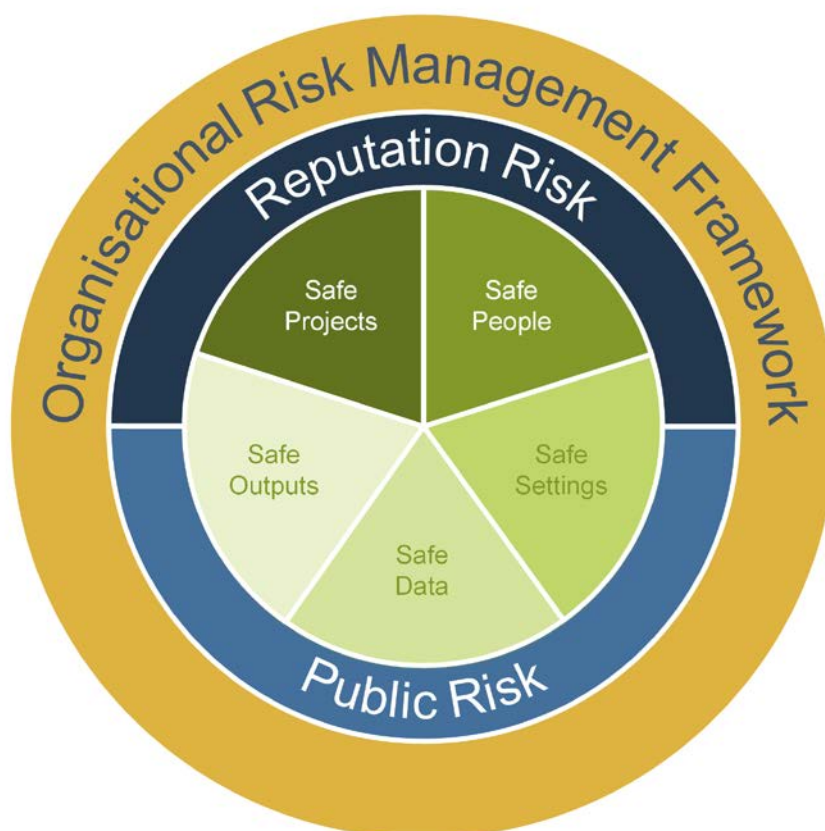 Organisational Risk Management Framework
Reputation Risk
Safe
Projects
Safe
People
Safe
Outputs
Safe
Settings
Safe
Data
Public Risk